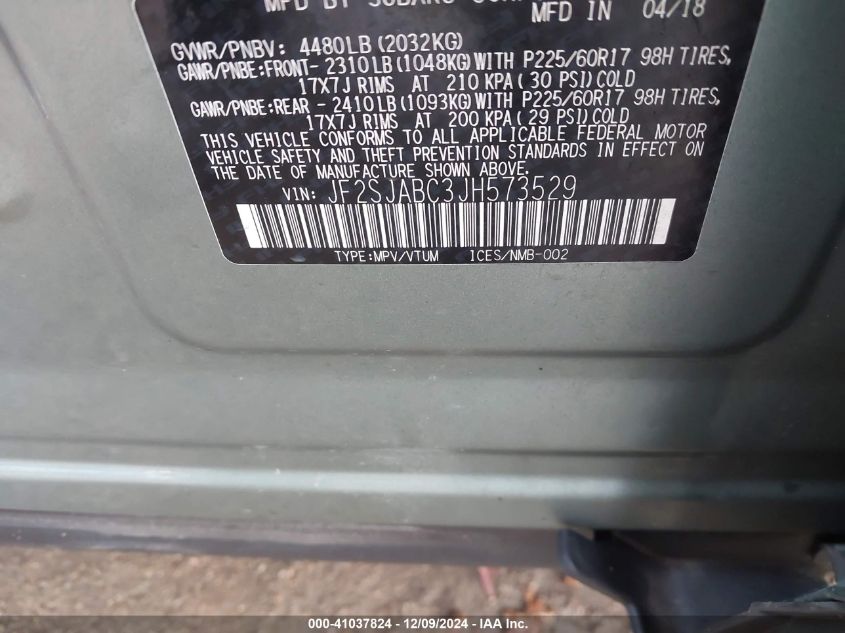 MFD BY SUBARU
MFD IN 04/18
GVWR/PNBV: 4480LB(2032KG)
GAWR/PNBE:FRONT- 2310LB(1048KG)WITH P225/60R17 98H TIRES,
17X7J RIMS AT 210 KPA(30 PSI)COLD
GAWR/PNBE:REAR - 2410LB(1093KG)WITH P225/60R17 98H TIRES,
17X7J RIMS AT 200 KPA(29 PSI)COLD
THIS VEHICLE CONFORMS TO ALL APPLICABLE FEDERAL MOTOR
VEHICLE SAFETY AND THEFT PREVENTION STANDARDS IN EFFECT ON
THE DATE OF MANUFACTURE SHOWN ABOVE.
VIN: JF2SJABC3JH573529
TYPE:MPV/VTUM ICES/NMB-002
000-41037824 - 12/09/2024 - IAA Inc.